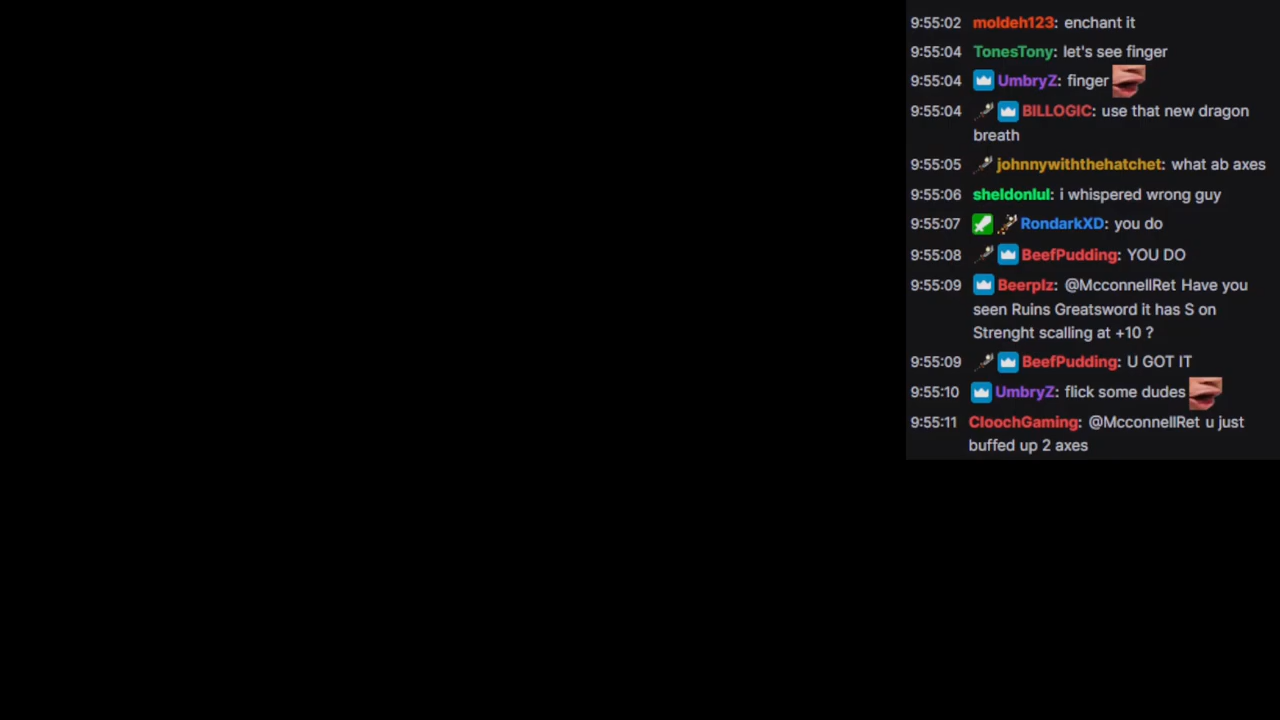 9:55:02 moldeh123: enchant it
9:55:04 TonesTony: let's see finger
9:55:04 UmbryZ: finger
9:55:04 BILLOGIC: use that new dragon
breath
9:55:05 johnnywiththehatchet: what ab axes
9:55:06 sheldonlul: i whispered wrong guy
9:55:07 RondarkXD: you do
9:55:08 BeefPudding: YOU DO
9:55:09 Beerplz: @McconnellRet Have you
seen Ruins Greatsword it has S on
Strenght scalling at +10 ?
9:55:09 BeefPudding: U GOT IT
9:55:10 UmbryZ: flick some dudes
9:55:11 CloochGaming: @McconnellRet u just
buffed up 2 axes